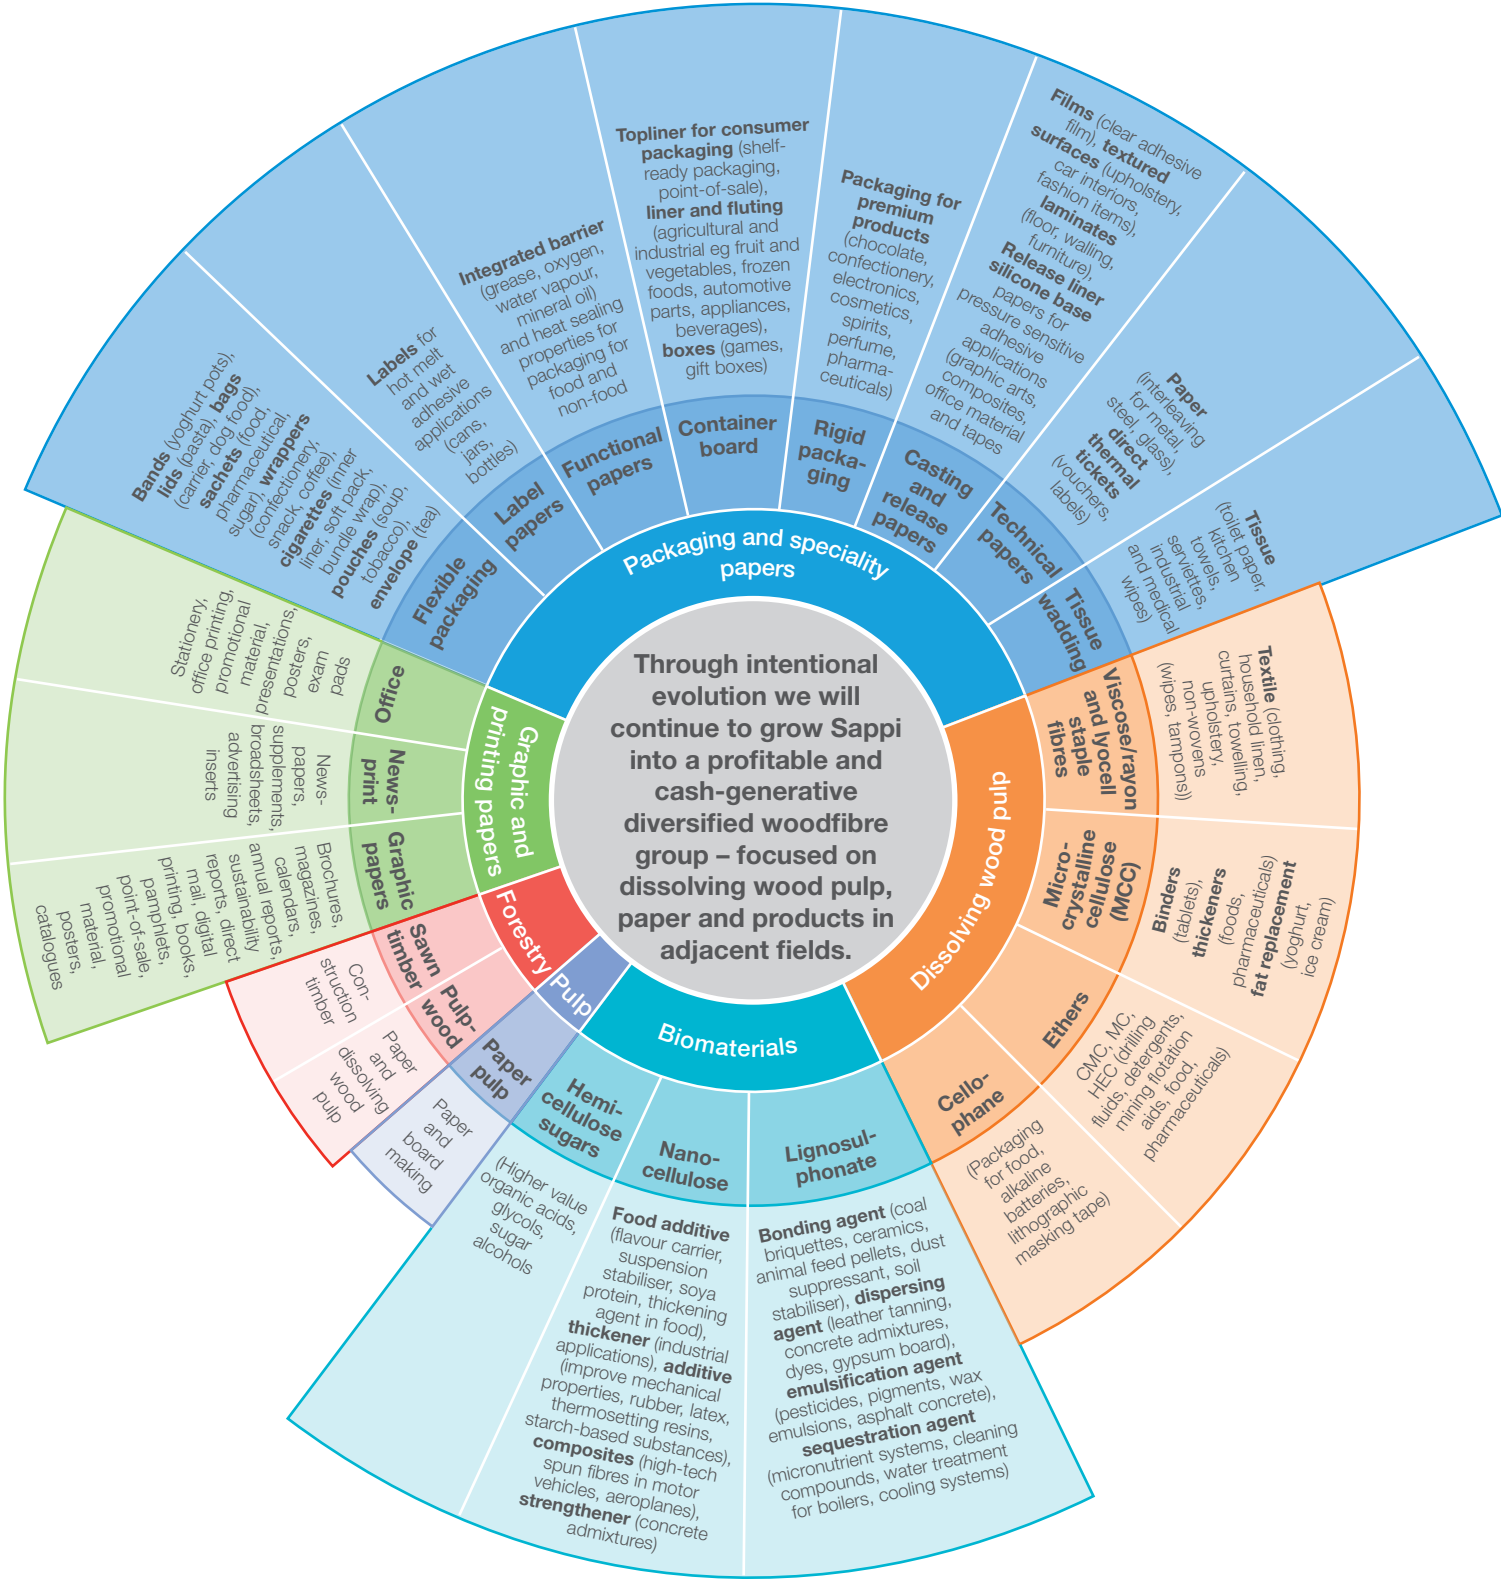 Through intentional
evolution we will
continue to grow Sappi
into a profitable and
cash-generative
diversified woodfibre
group – focused on
dissolving wood pulp,
paper and products in
adjacent fields.
Packaging and speciality
papers
Flexible
packaging
Bands (yoghurt pots),
lids (pasta), bags
(carrier, dog food),
sachets (food,
pharmaceutical,
sugar), wrappers
(confectionery,
snack, coffee),
cigarettes (inner
liner, soft pack,
bundle wrap),
pouches (soup,
tobacco),
envelope (tea)
Label
papers
Labels for
hot melt
and wet
adhesive
applications
(cans,
jars,
bottles)
Functional
papers
Integrated barrier
(grease, oxygen,
water vapour,
mineral oil)
and heat sealing
properties for
packaging for
food and
non-food
Container
board
Topliner for consumer
packaging (shelf-
ready packaging,
point-of-sale),
liner and fluting
(agricultural and
industrial eg fruit and
vegetables, frozen
foods, automotive
parts, appliances,
beverages),
boxes (games,
gift boxes)
Rigid
packa-
ging
Packaging for
premium
products
(chocolate,
confectionery,
electronics,
cosmetics,
spirits,
perfume,
pharma-
ceuticals)
Casting
and
release
papers
Films (clear adhesive
film), textured
surfaces (upholstery,
car interiors,
fashion items),
laminates
(floor, walling,
furniture),
Release liner
silicone base
papers for
pressure sensitive
adhesive
applications
(graphic arts,
composites,
office material
and tapes
Technical
papers
Paper
(interleaving
for metal,
steel, glass),
direct
thermal
tickets
(vouchers,
labels)
Tissue
wadding
Tissue
(toilet paper,
kitchen
towels,
serviettes,
industrial
and medical
wipes)
Dissolving wood pulp
Viscose/rayon
and lyocell
staple
fibres
Textile (clothing,
household linen,
curtains, towelling,
upholstery,
non-wovens
(wipes, tampons))
Micro-
crystalline
cellulose
(MCC)
Binders
(tablets),
thickeners
(foods,
pharmaceuticals)
fat replacement
(yoghurt,
ice cream)
Ethers
CMC, MC,
HEC (drilling
fluids, detergents,
mining flotation
aids, food,
pharmaceuticals)
Cello-
phane
(Packaging
for food,
alkaline
batteries,
lithographic
masking tape)
Biomaterials
Lignosul-
phonate
Bonding agent (coal
briquettes, ceramics,
animal feed pellets, dust
suppressant, soil
stabiliser), dispersing
agent (leather tanning,
concrete admixtures,
dyes, gypsum board),
emulsification agent
(pesticides, pigments, wax
emulsions, asphalt concrete),
sequestration agent
(micronutrient systems, cleaning
compounds, water treatment
for boilers, cooling systems)
Nano-
cellulose
Food additive
(flavour carrier,
suspension
stabiliser, soya
protein, thickening
agent in food),
thickener (industrial
applications), additive
(improve mechanical
properties, rubber, latex,
thermosetting resins,
starch-based substances),
composites (high-tech
spun fibres in motor
vehicles, aeroplanes),
strengthener (concrete
admixtures)
Hemi-
cellulose
sugars
(Higher value
organic acids,
glycols,
sugar
alcohols
Pulp
Paper
pulp
Paper
and
board
making
Forestry
Pulp-
wood
Paper
and
dissolving
wood
pulp
Sawn
timber
Con-
struction
timber
Graphic and
printing papers
Graphic
papers
Brochures,
magazines,
calendars,
annual reports,
sustainability
reports, direct
mail, digital
printing, books,
pamphlets,
point-of-sale,
promotional
material,
posters,
catalogues
News-
print
News-
papers,
supplements,
broadsheets,
advertising
inserts
Office
Stationery,
office printing,
promotional
material,
presentations,
posters,
exam
pads